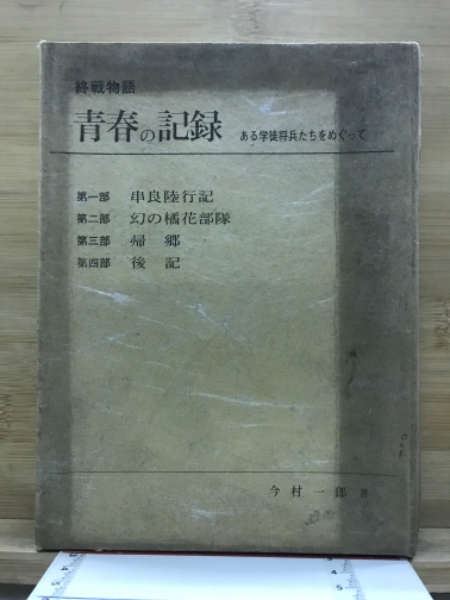 終戦物語
青春の記録 ある学徒将兵たちをめぐって
第一部 串良陸行記
第二部 幻の橘花部隊
第三部 帰郷
第四部 後記
今村一郎 著